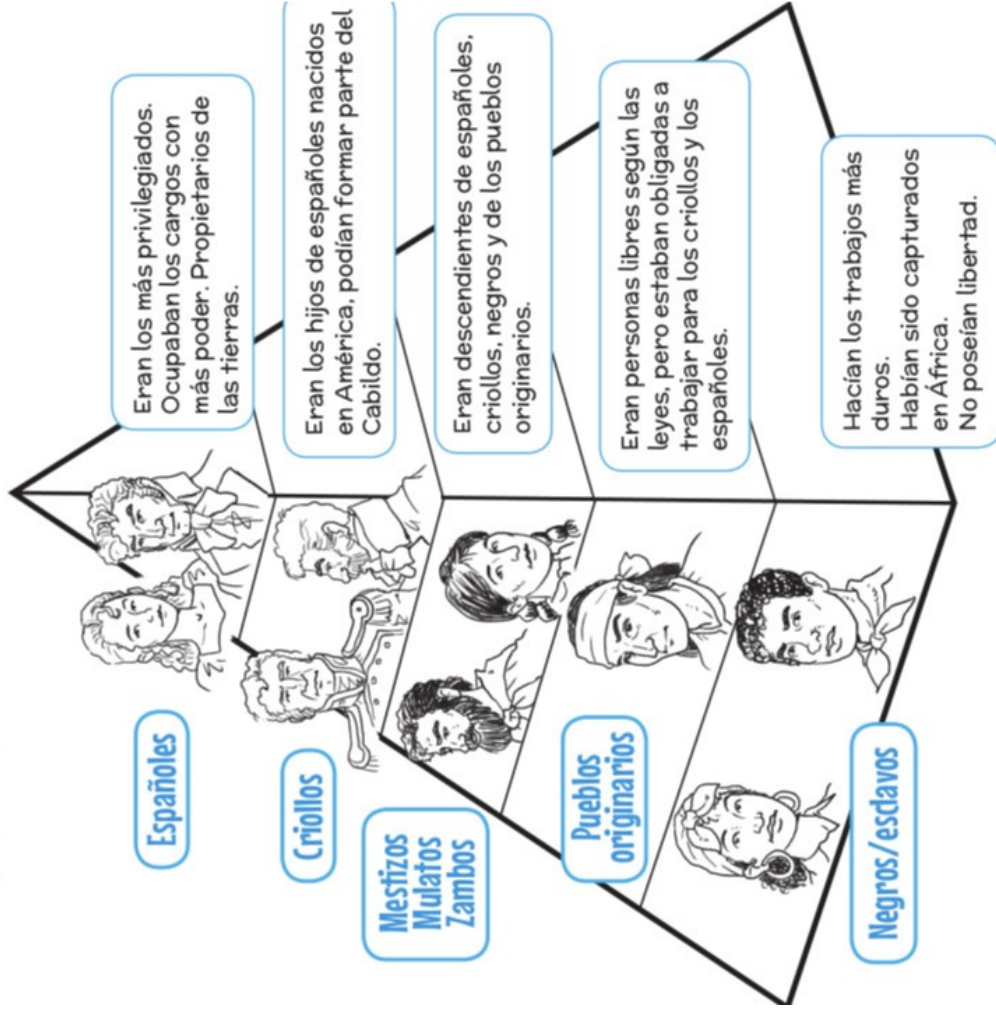 Españoles
Eran los más privilegiados.
Ocupaban los cargos con
más poder. Propietarios de
las tierras.
Criollos
Eran los hijos de españoles nacidos
en América, podían formar parte del
Cabildo.
Mestizos
Mulatos
Zambos
Eran descendientes de españoles,
criollos, negros y de los pueblos
originarios.
Pueblos
originarios
Eran personas libres según las
leyes, pero estaban obligadas a
trabajar para los criollos y los
españoles.
Negros/esclavos
Hacían los trabajos más
duros.
Habían sido capturados
en África.
No poseían libertad.